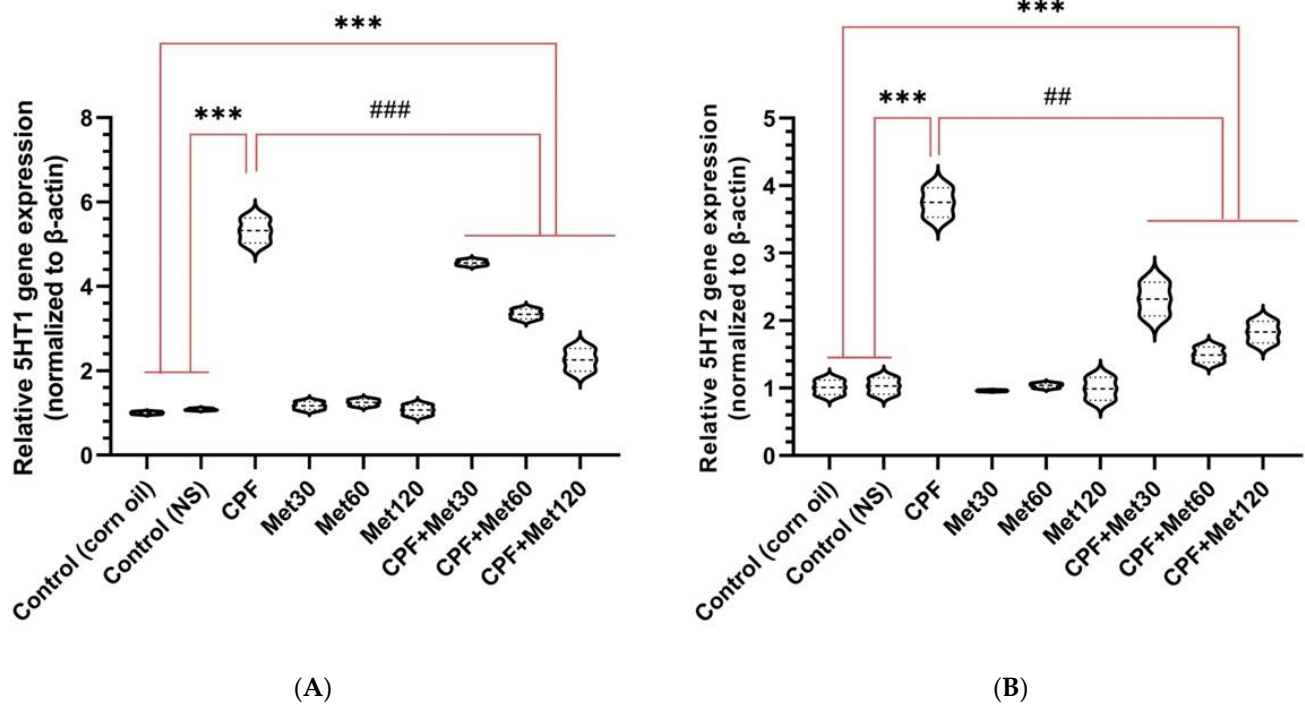 ***
***
###
Relative 5HT1 gene expression
(normalized to β-actin)
8
6
4
2
0
Control (corn oil)
Control (NS)
CPF
Met30
Met60
Met120
CPF+Met30
CPF+Met60
CPF+Met120
(A)
***
***
##
Relative 5HT2 gene expression
(normalized to β-actin)
5
4
3
2
1
0
Control (corn oil)
Control (NS)
CPF
Met30
Met60
Met120
CPF+Met30
CPF+Met60
CPF+Met120
(B)